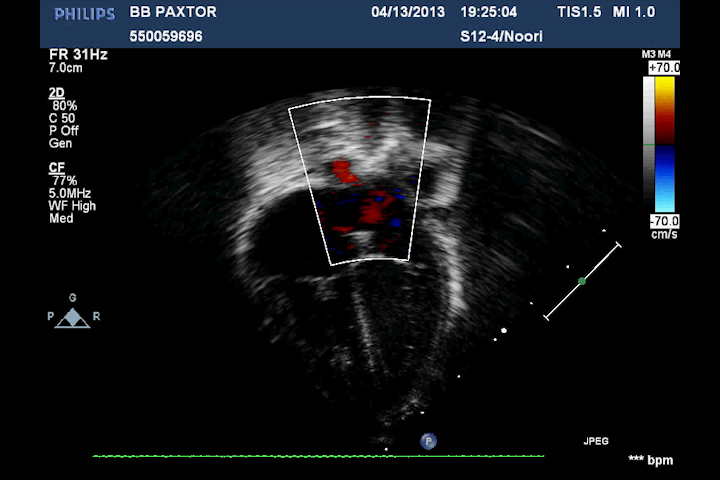 PHILIPS BB PAXTOR 04/13/2013 19:25:04 TIS1.5 MI 1.0
550059696 S12-4/Noori
FR 31Hz
7.0cm
M3 M4
+70.0
2D
80%
C 50
P Off
Gen
CF
77%
5.0MHz
WF High
Med
-70.0
cm/s
G
P R
P
JPEG
*** bpm